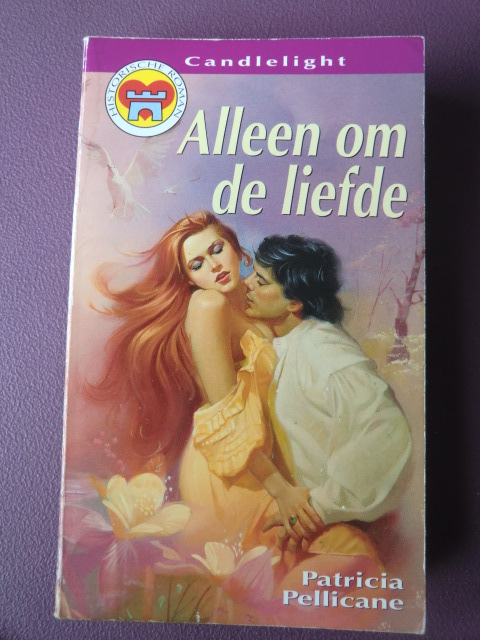 Candlelight
HISTORISCHE ROMAN
Alleen om
de liefde
Patricia
Pellicane